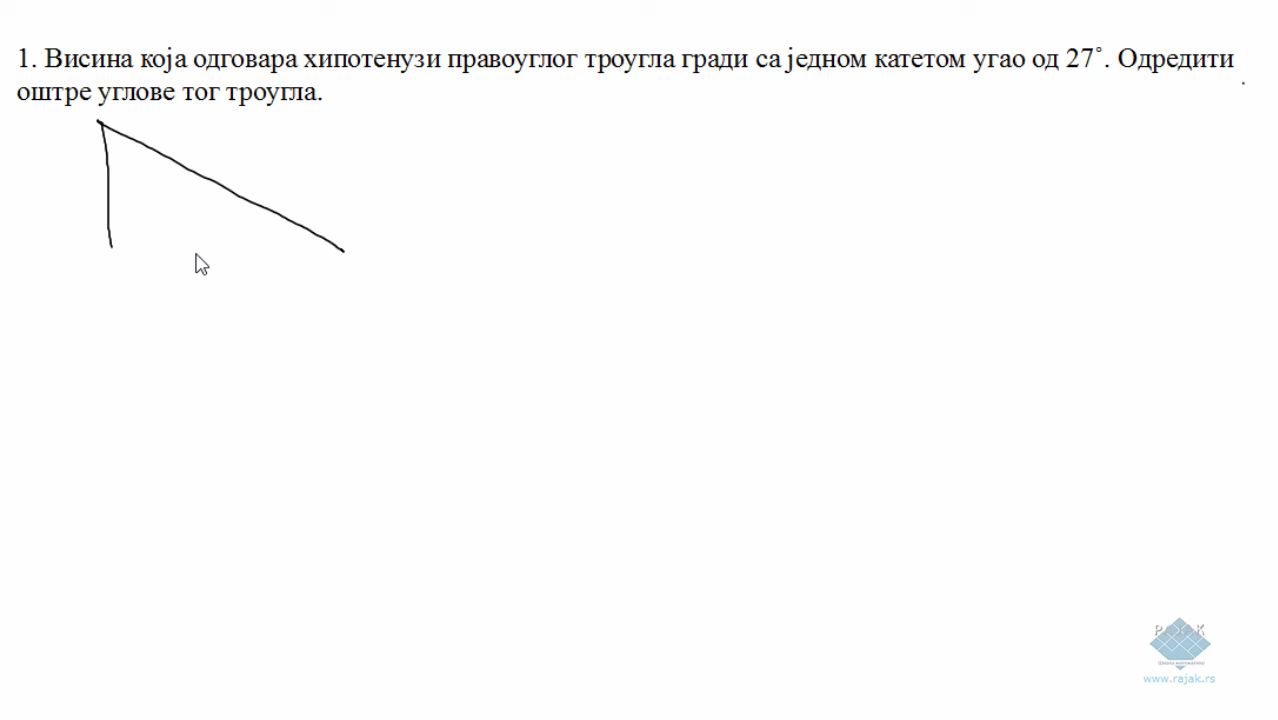 1. Висина која одговара хипотенузи правоуглог троугла гради са једном катетом угао од 27˚. Одредити
оштре углове тог троугла.
РАЈАК
www.rajak.rs